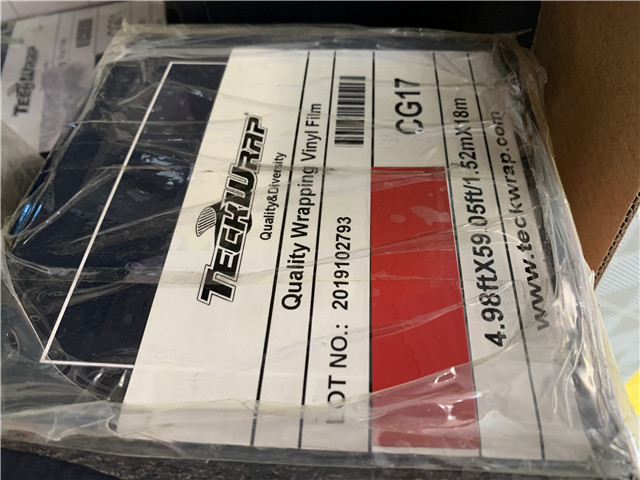 TECKWRAP
TECKWRAP
Quality&Diversity
Quality Wrapping Vinyl Film
LOT NO.: 2019102793
CG17
4.98ftX59.05ft/1.52mX18m
www.teckwrap.com